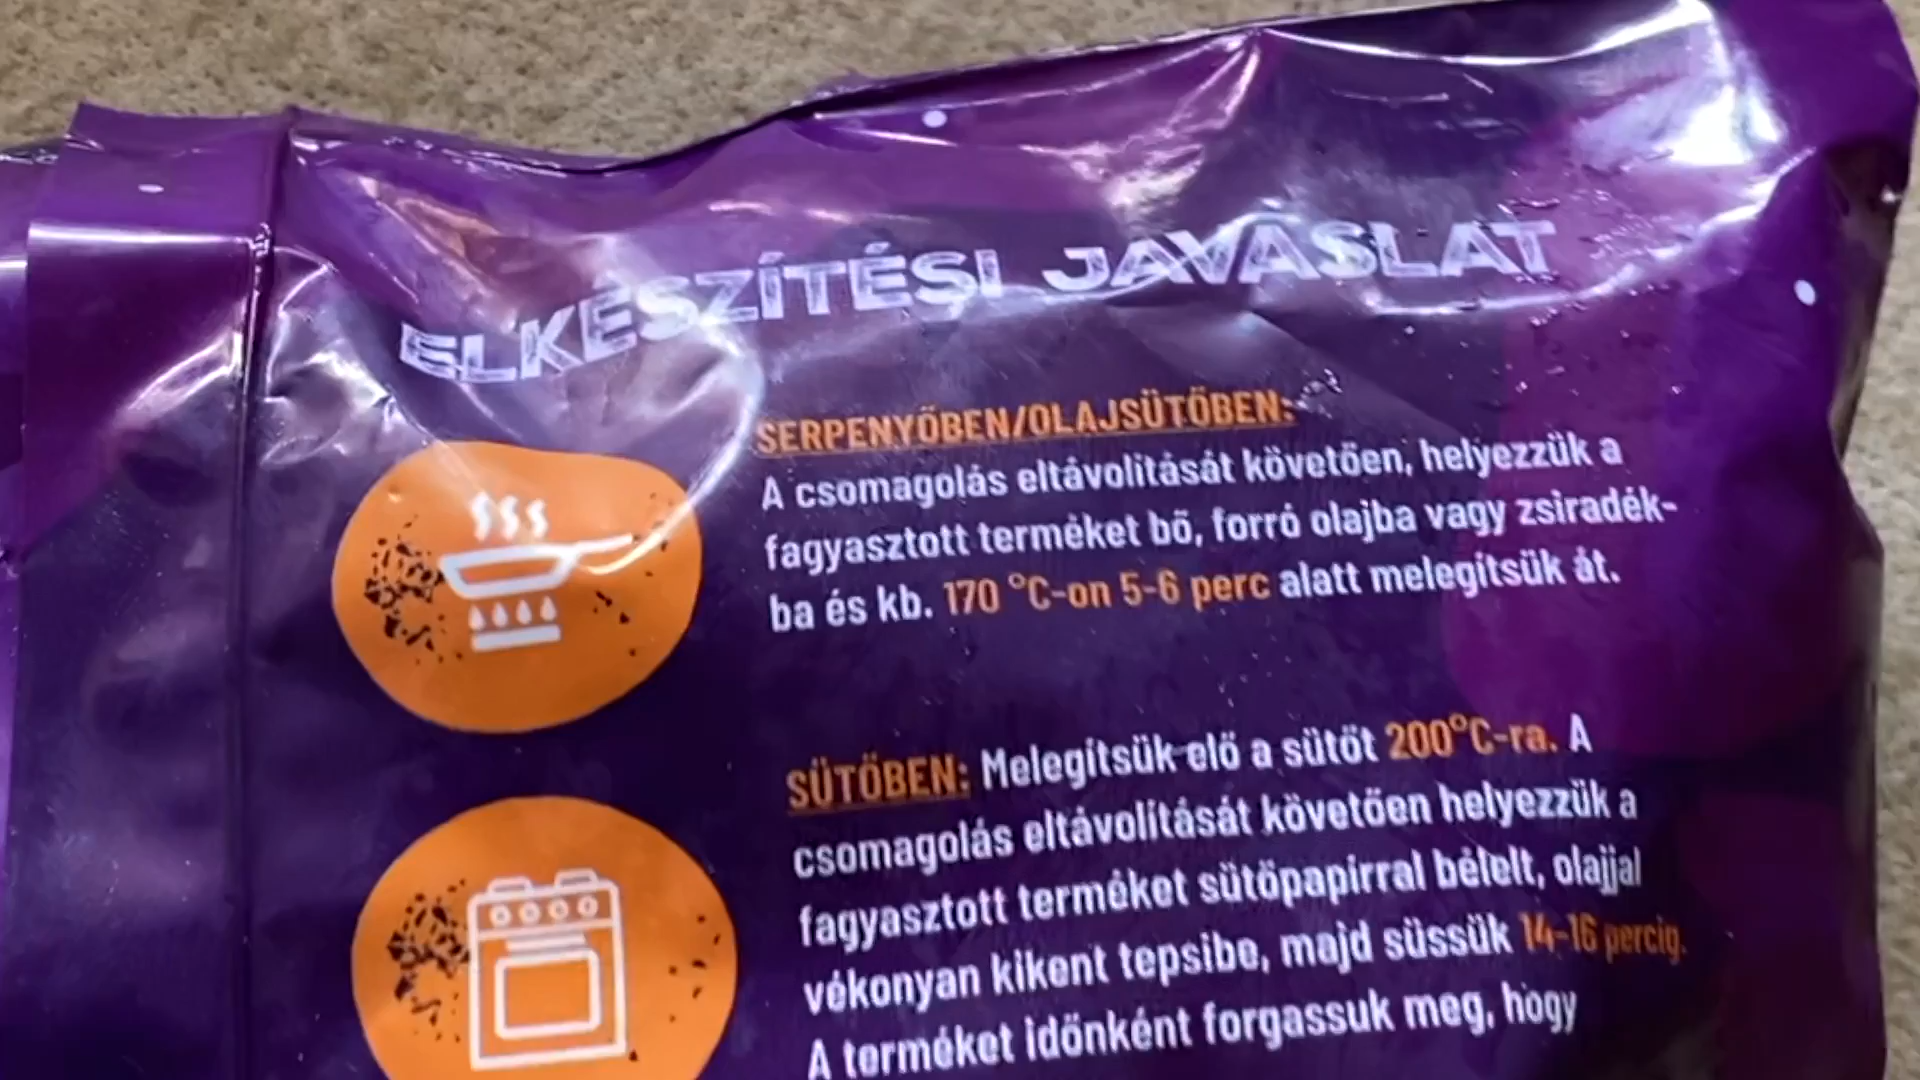 ELKÉSZÍTÉSI JAVASLAT
SERPENYŐBEN/OLAJSÜTŐBEN:
A csomagolás eltávolítását követően, helyezzük a
fagyasztott terméket bő, forró olajba vagy zsiradék-
ba és kb. 170 °C-on 5-6 perc alatt melegítsük át.
SÜTŐBEN: Melegítsük elő a sütőt 200°C-ra. A
csomagolás eltávolítását követően helyezzük a
fagyasztott terméket sütőpapírral bélelt, olajjal
vékonyan kikent tepsibe, majd süssük 14-16 percig.
A terméket időnként forgassuk meg, hogy